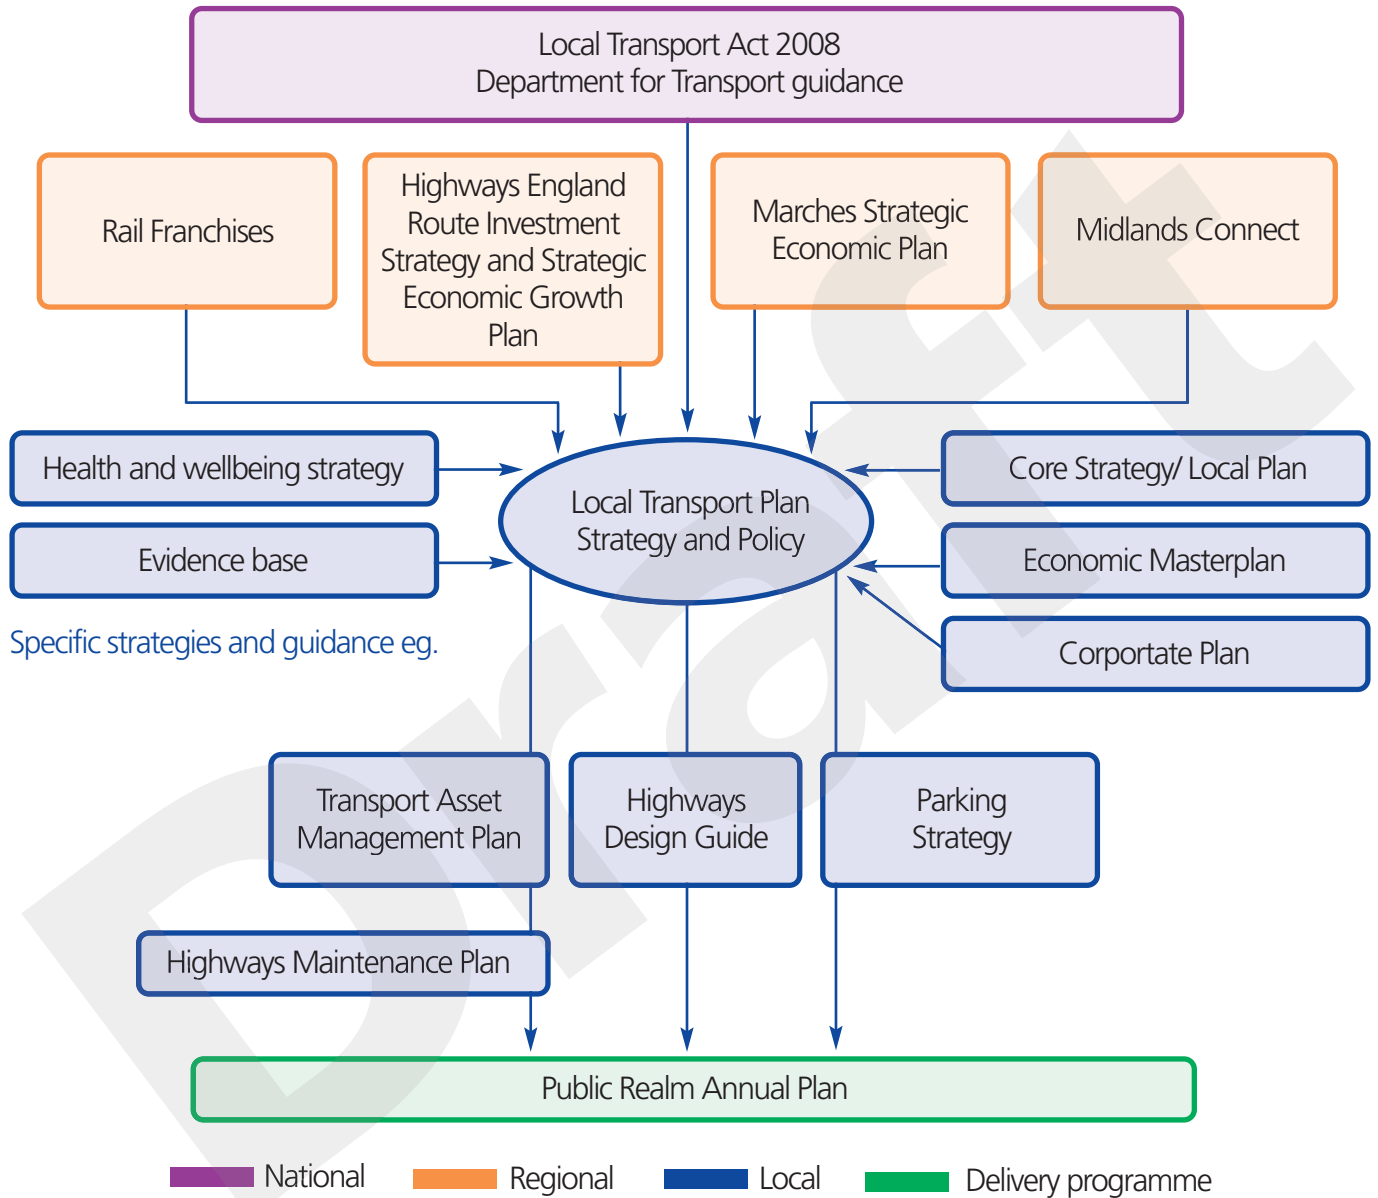 Local Transport Act 2008
Department for Transport guidance
Rail Franchises
Highways England
Route Investment
Strategy and Strategic
Economic Growth
Plan
Marches Strategic
Economic Plan
Midlands Connect
Health and wellbeing strategy
Evidence base
Local Transport Plan
Strategy and Policy
Core Strategy/ Local Plan
Economic Masterplan
Corportate Plan
Specific strategies and guidance eg.
Transport Asset
Management Plan
Highways
Design Guide
Parking
Strategy
Highways Maintenance Plan
Public Realm Annual Plan
National
Regional
Local
Delivery programme
Draft